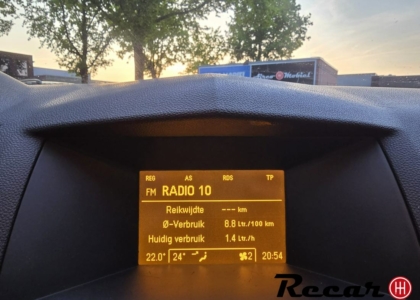 REG AS RDS TP
FM RADIO 10
Reikwijdte --- km
Ø-Verbruik 8.8 Ltr./100 km
Huidig verbruik 1.4 Ltr./h
22.0° 24° 2 20:54
Recar